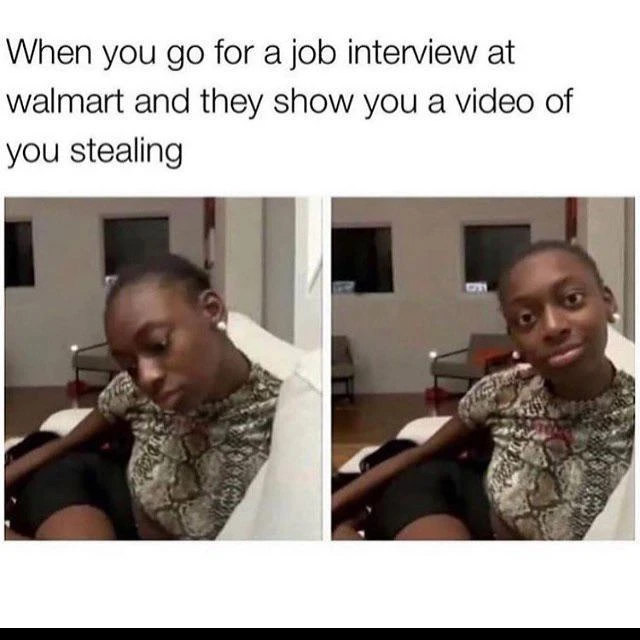 When you go for a job interview at
walmart and they show you a video of
you stealing